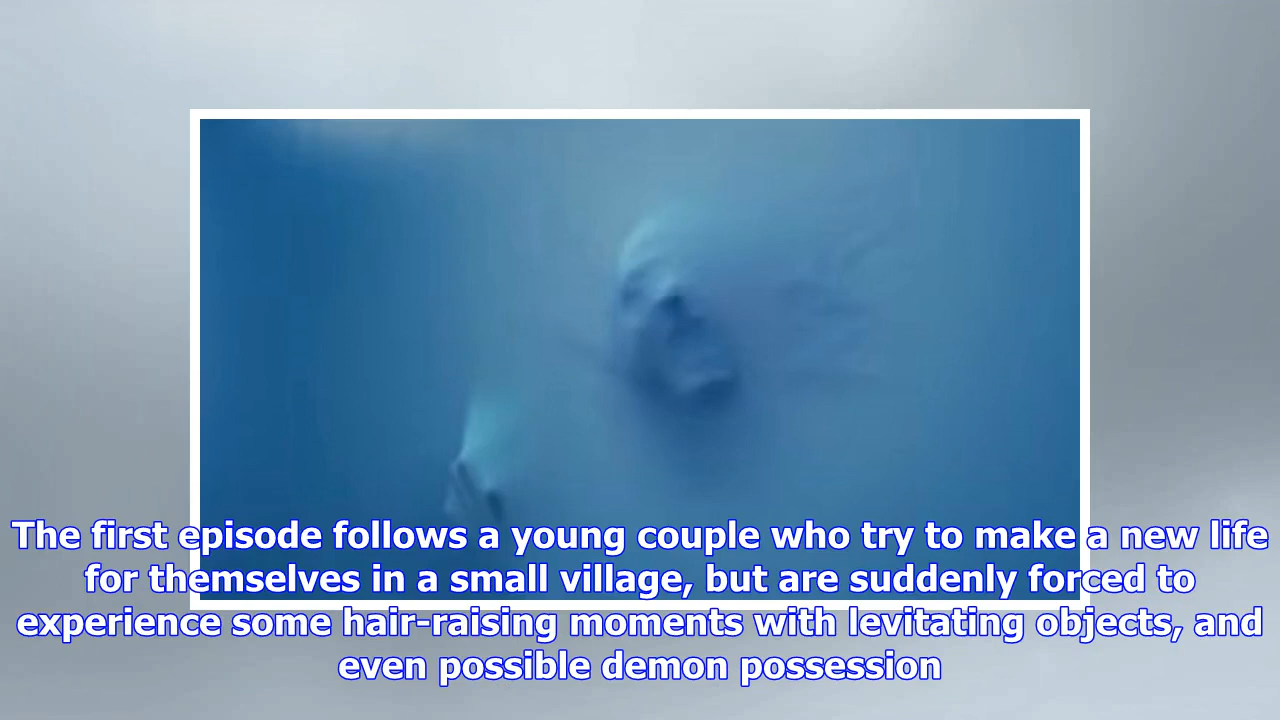 The first episode follows a young couple who try to make a new life
for themselves in a small village, but are suddenly forced to
experience some hair-raising moments with levitating objects, and
even possible demon possession